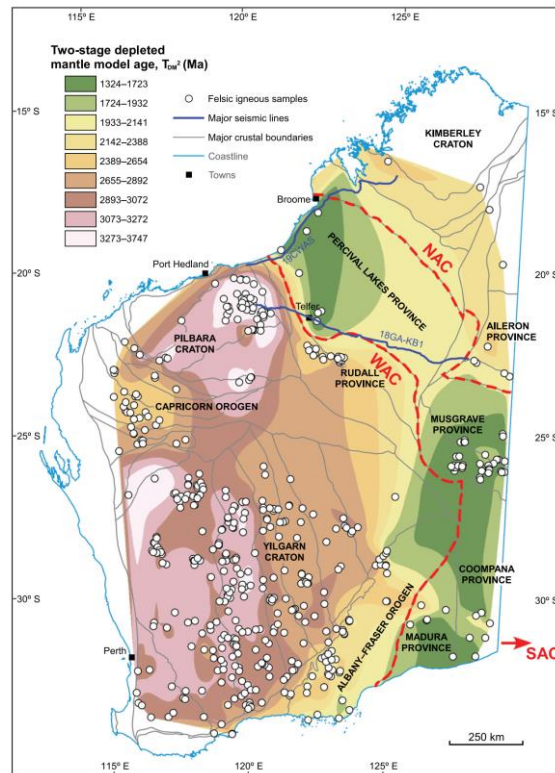 115° E
120° E
125° E
Two-stage depleted
mantle model age, TDM² (Ma)
1324–1723
1724–1932
1933–2141
2142–2388
2389–2654
2655–2892
2893–3072
3073–3272
3273–3747
Felsic igneous samples
Major seismic lines
Major crustal boundaries
Coastline
Towns
15° S
15° S
KIMBERLEY
CRATON
Broome
19CWAS
PERCIVAL LAKES PROVINCE
NAC
Port Hedland
20° S
20° S
Telfer
18GA-KB1
AILERON
PROVINCE
PILBARA
CRATON
WAC
RUDALL
PROVINCE
CAPRICORN OROGEN
MUSGRAVE
PROVINCE
25° S
25° S
YILGARN
CRATON
COOMPANA
PROVINCE
30° S
30° S
ALBANY–FRASER OROGEN
MADURA
PROVINCE
Perth
SAC
250 km
115° E
120° E
125° E